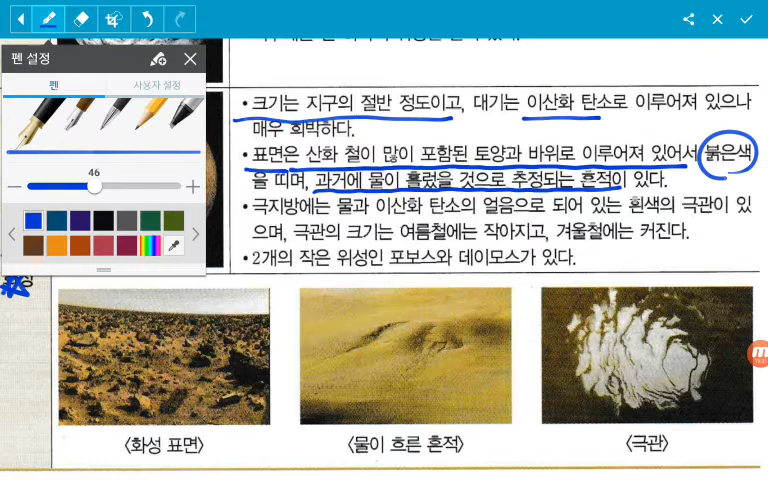 펜 설정
펜
사용자 설정
46
• 크기는 지구의 절반 정도이고, 대기는 이산화 탄소로 이루어져 있으나
매우 희박하다.
• 표면은 산화 철이 많이 포함된 토양과 바위로 이루어져 있어서 붉은색
을 띠며, 과거에 물이 흘렀을 것으로 추정되는 흔적이 있다.
• 극지방에는 물과 이산화 탄소의 얼음으로 되어 있는 흰색의 극관이 있
으며, 극관의 크기는 여름철에는 작아지고, 겨울철에는 커진다.
• 2개의 작은 위성인 포보스와 데이모스가 있다.
〈화성 표면〉
〈물이 흐른 흔적〉
〈극관〉